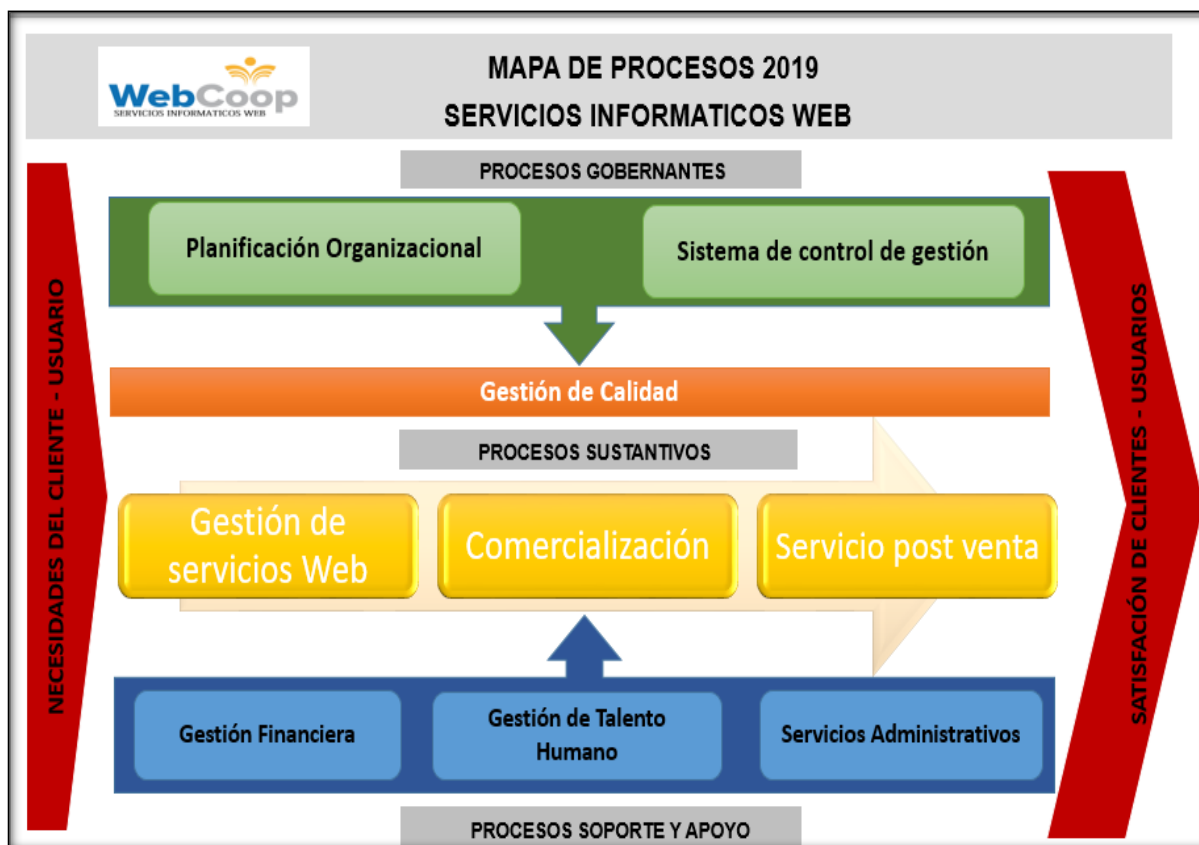 WebCoop
SERVICIOS INFORMATICOS WEB
MAPA DE PROCESOS 2019
SERVICIOS INFORMATICOS WEB
PROCESOS GOBERNANTES
Planificación Organizacional
Sistema de control de gestión
Gestión de Calidad
PROCESOS SUSTANTIVOS
NECESIDADES DEL CLIENTE - USUARIO
Gestión de
servicios Web
Comercialización
Servicio post venta
SATISFACCIÓN DE CLIENTES - USUARIOS
Gestión Financiera
Gestión de Talento
Humano
Servicios Administrativos
PROCESOS SOPORTE Y APOYO